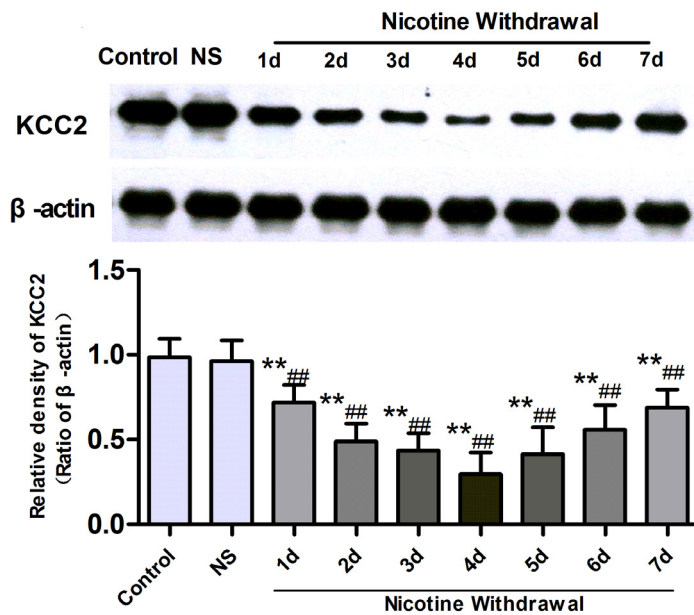 Nicotine Withdrawal
Control NS 1d 2d 3d 4d 5d 6d 7d
KCC2
β -actin
Relative density of KCC2
(Ratio of β -actin)
1.5
1.0
0.5
0.0
**## **## **## **## **## **## **##
Control NS 1d 2d 3d 4d 5d 6d 7d
Nicotine Withdrawal